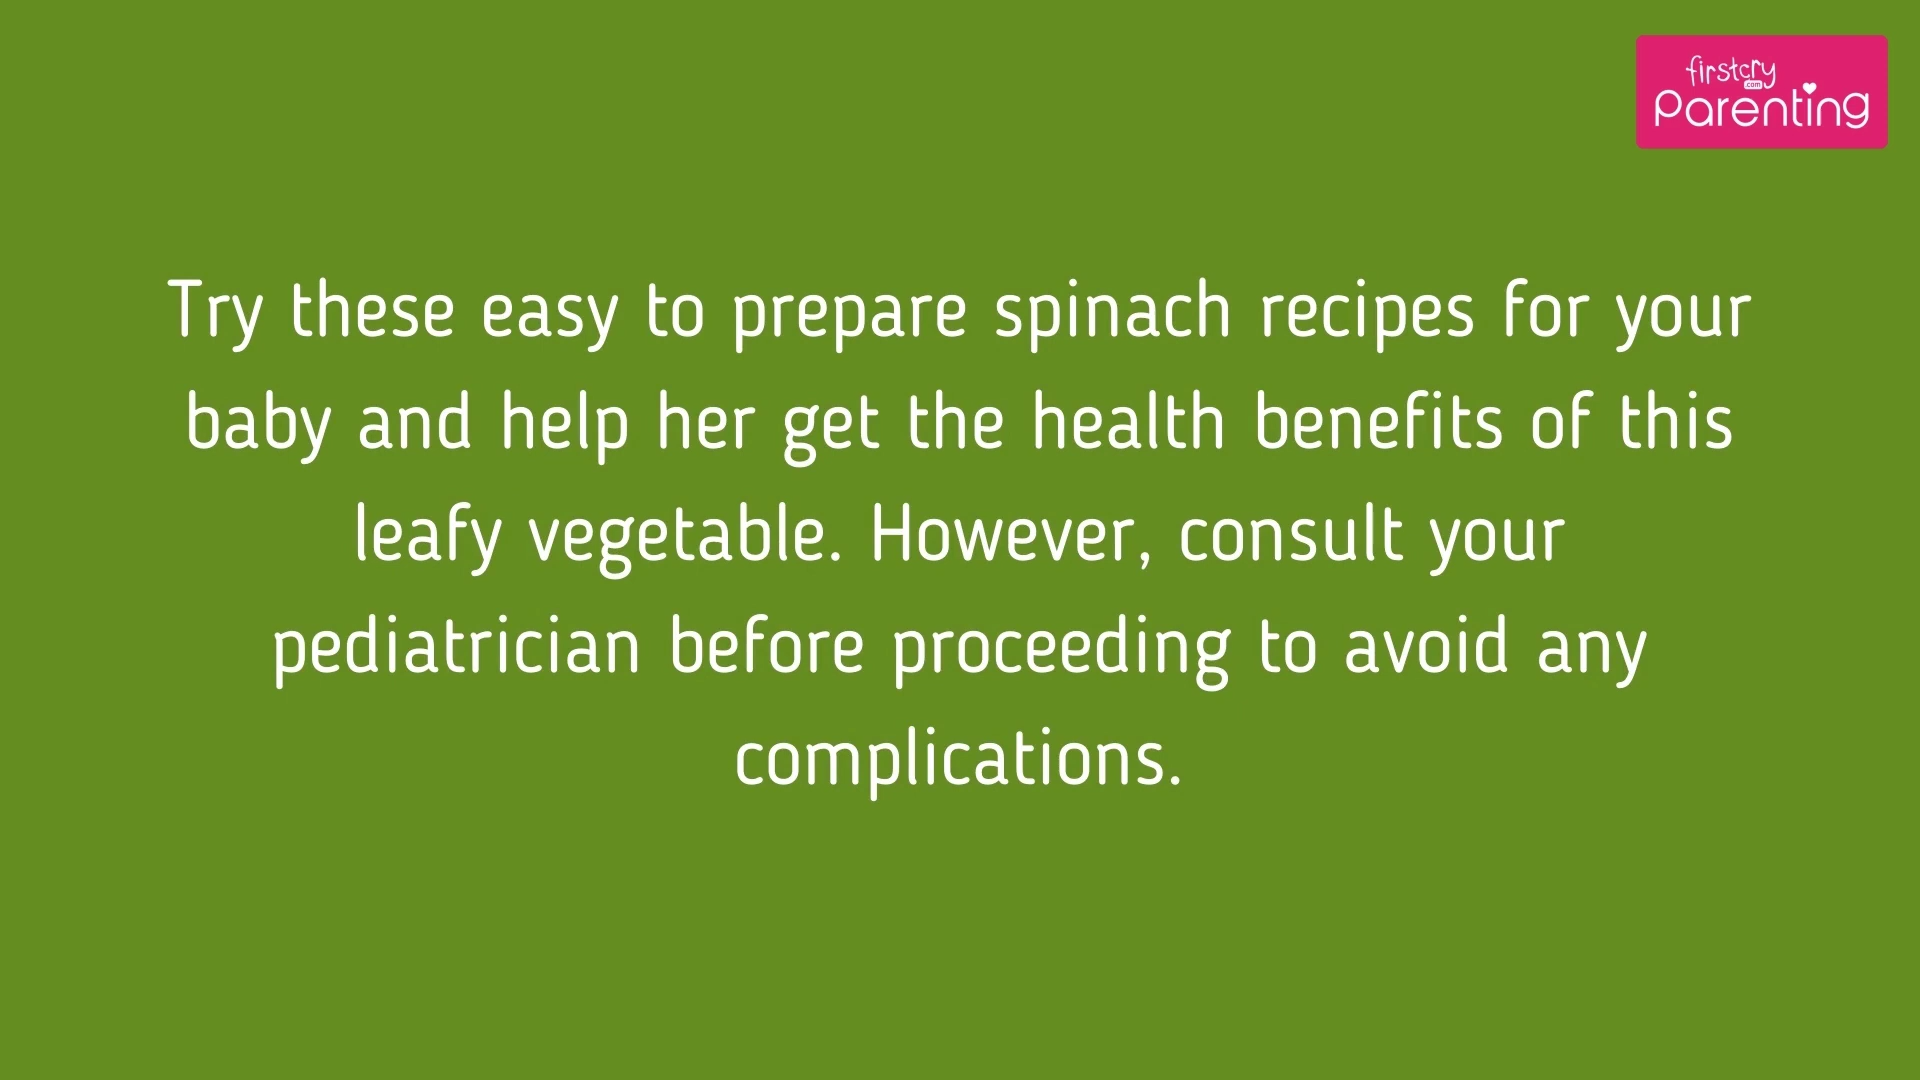 firstcry
.com
Parenting
Try these easy to prepare spinach recipes for your
baby and help her get the health benefits of this
leafy vegetable. However, consult your
pediatrician before proceeding to avoid any
complications.